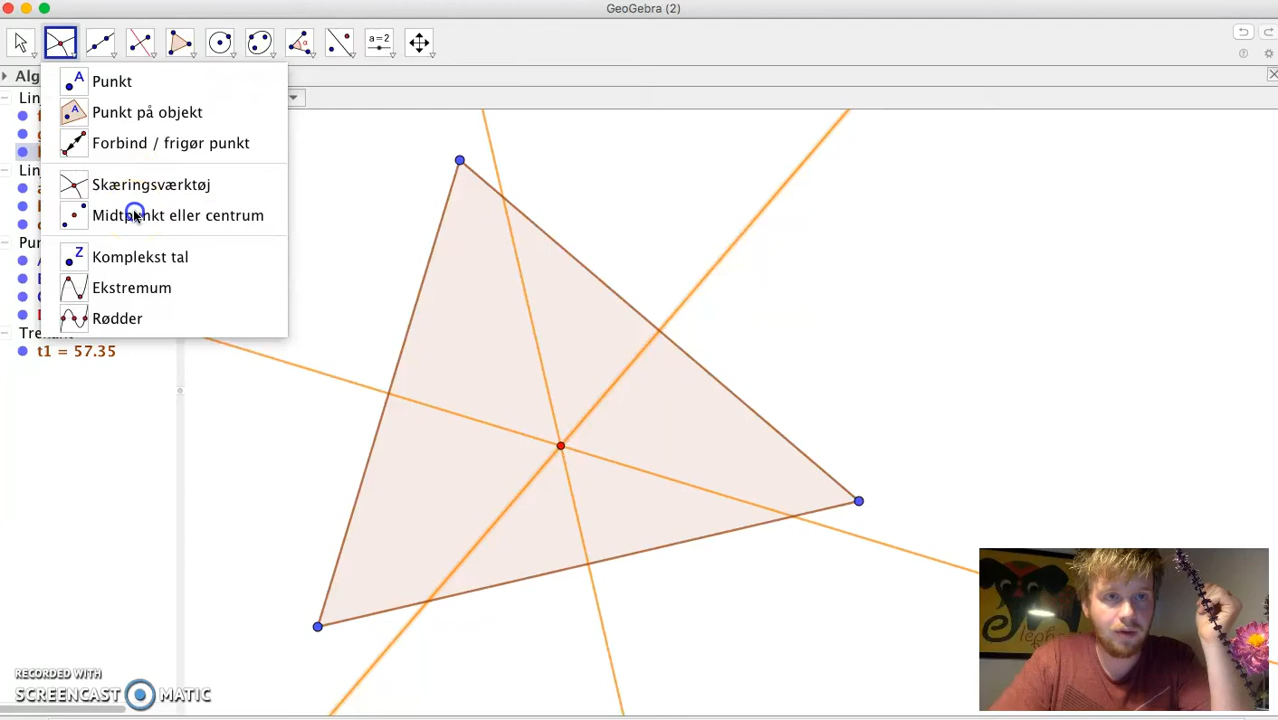 GeoGebra (2)
a=2
Alg
Punkt
Punkt på objekt
Forbind / frigør punkt
Skæringsværktøj
Midtpunkt eller centrum
Komplekst tal
Ekstremum
Rødder
t1 = 57.35
RECORDED WITH
SCREENCAST MATIC